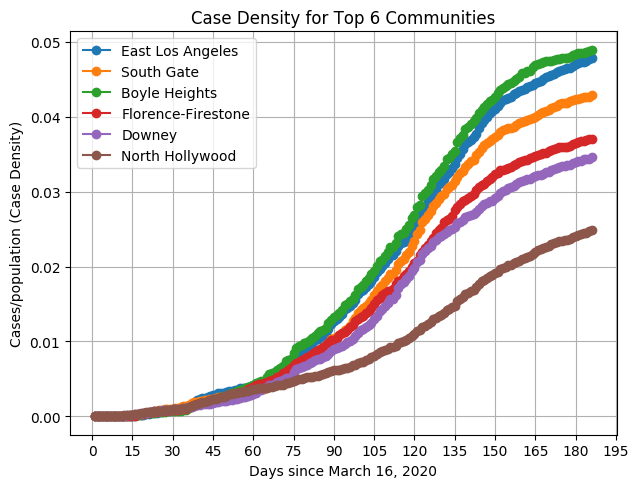 Case Density for Top 6 Communities
0.05
0.04
0.03
0.02
0.01
0.00
Cases/population (Case Density)
East Los Angeles
South Gate
Boyle Heights
Florence-Firestone
Downey
North Hollywood
0 15 30 45 60 75 90 105 120 135 150 165 180 195
Days since March 16, 2020